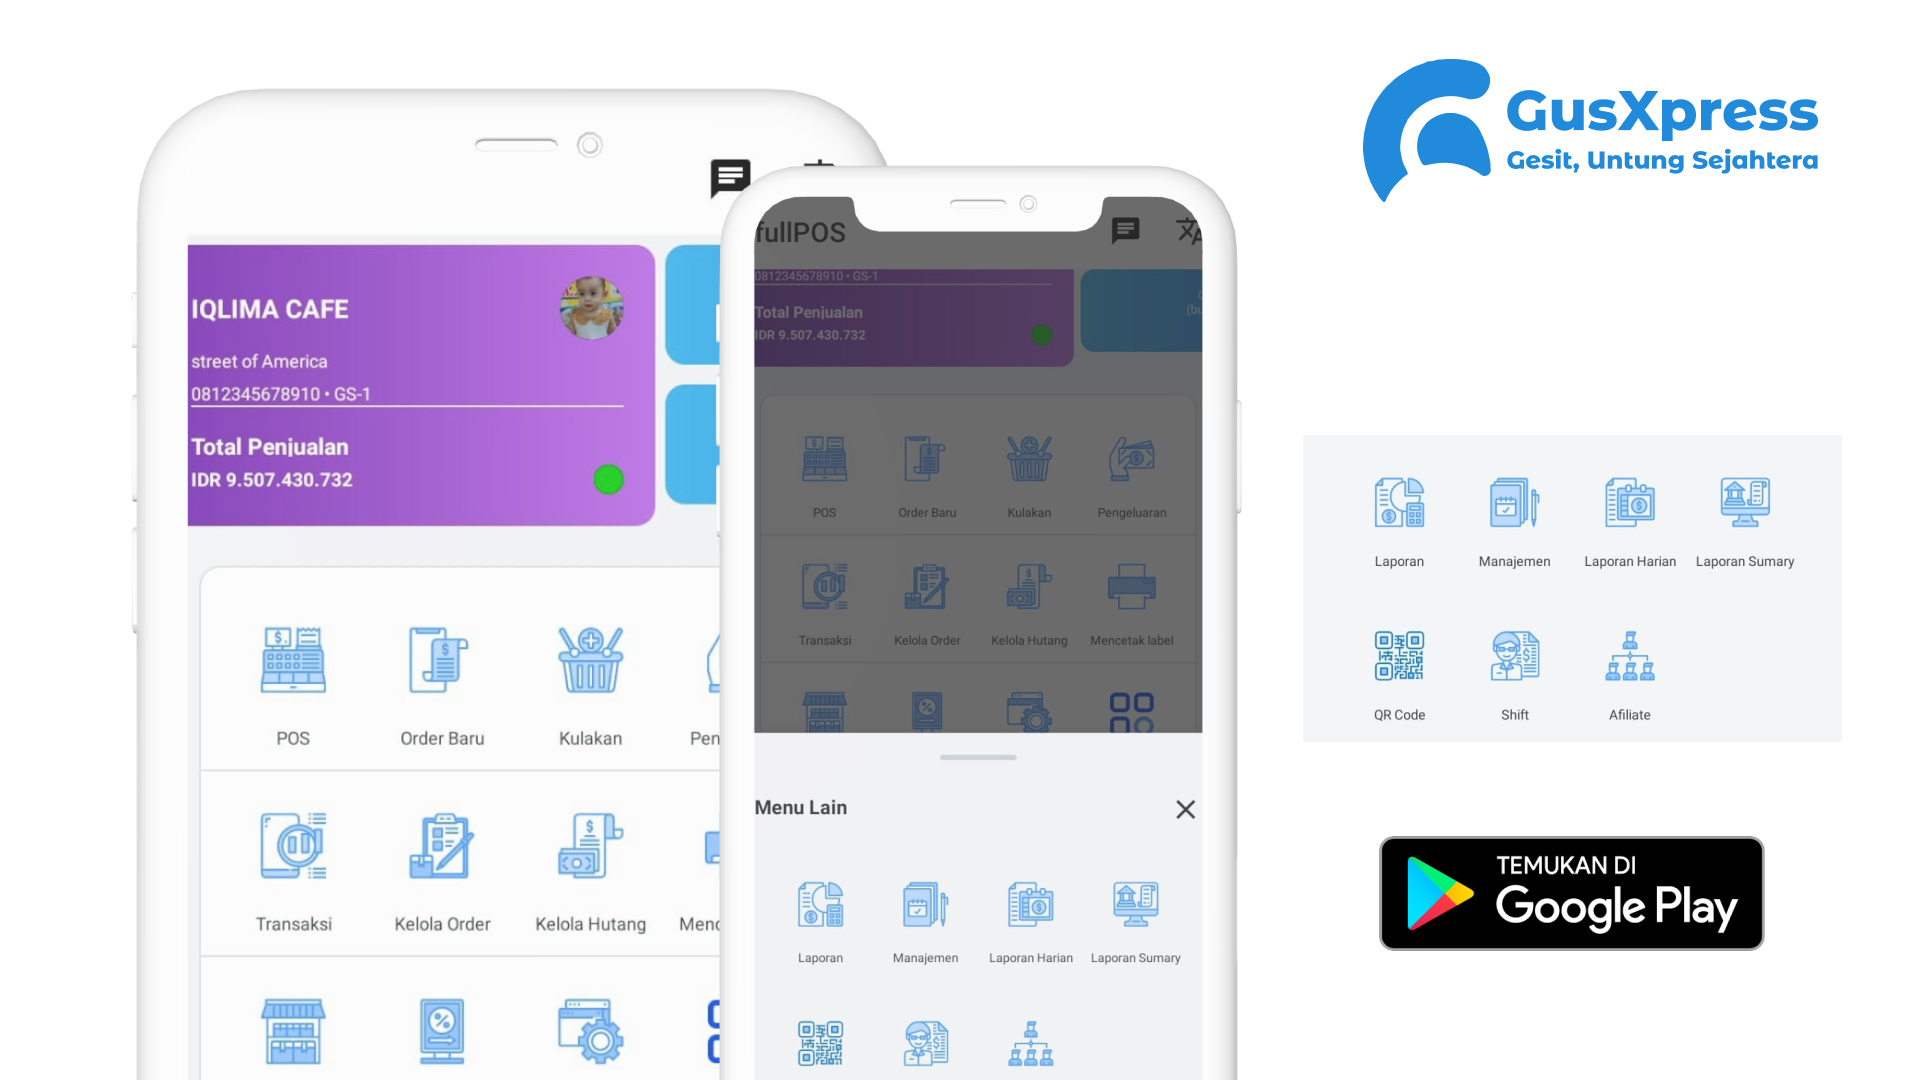 IQLIMA CAFE
street of America
0812345678910 • GS-1
Total Penjualan
IDR 9.507.430.732
POS
Order Baru
Kulakan
Pen
Transaksi
Kelola Order
Kelola Hutang
Menc
fullPOS
0812345678910 • GS-1
Total Penjualan
IDR 9.507.430.732
(bu
POS
Order Baru
Kulakan
Pengeluaran
Transaksi
Kelola Order
Kelola Hutang
Mencetak label
Menu Lain
Laporan
Manajemen
Laporan Harian
Laporan Sumary
GusXpress
Gesit, Untung Sejahtera
Laporan
Manajemen
Laporan Harian
Laporan Sumary
QR Code
Shift
Afiliate
TEMUKAN DI
Google Play